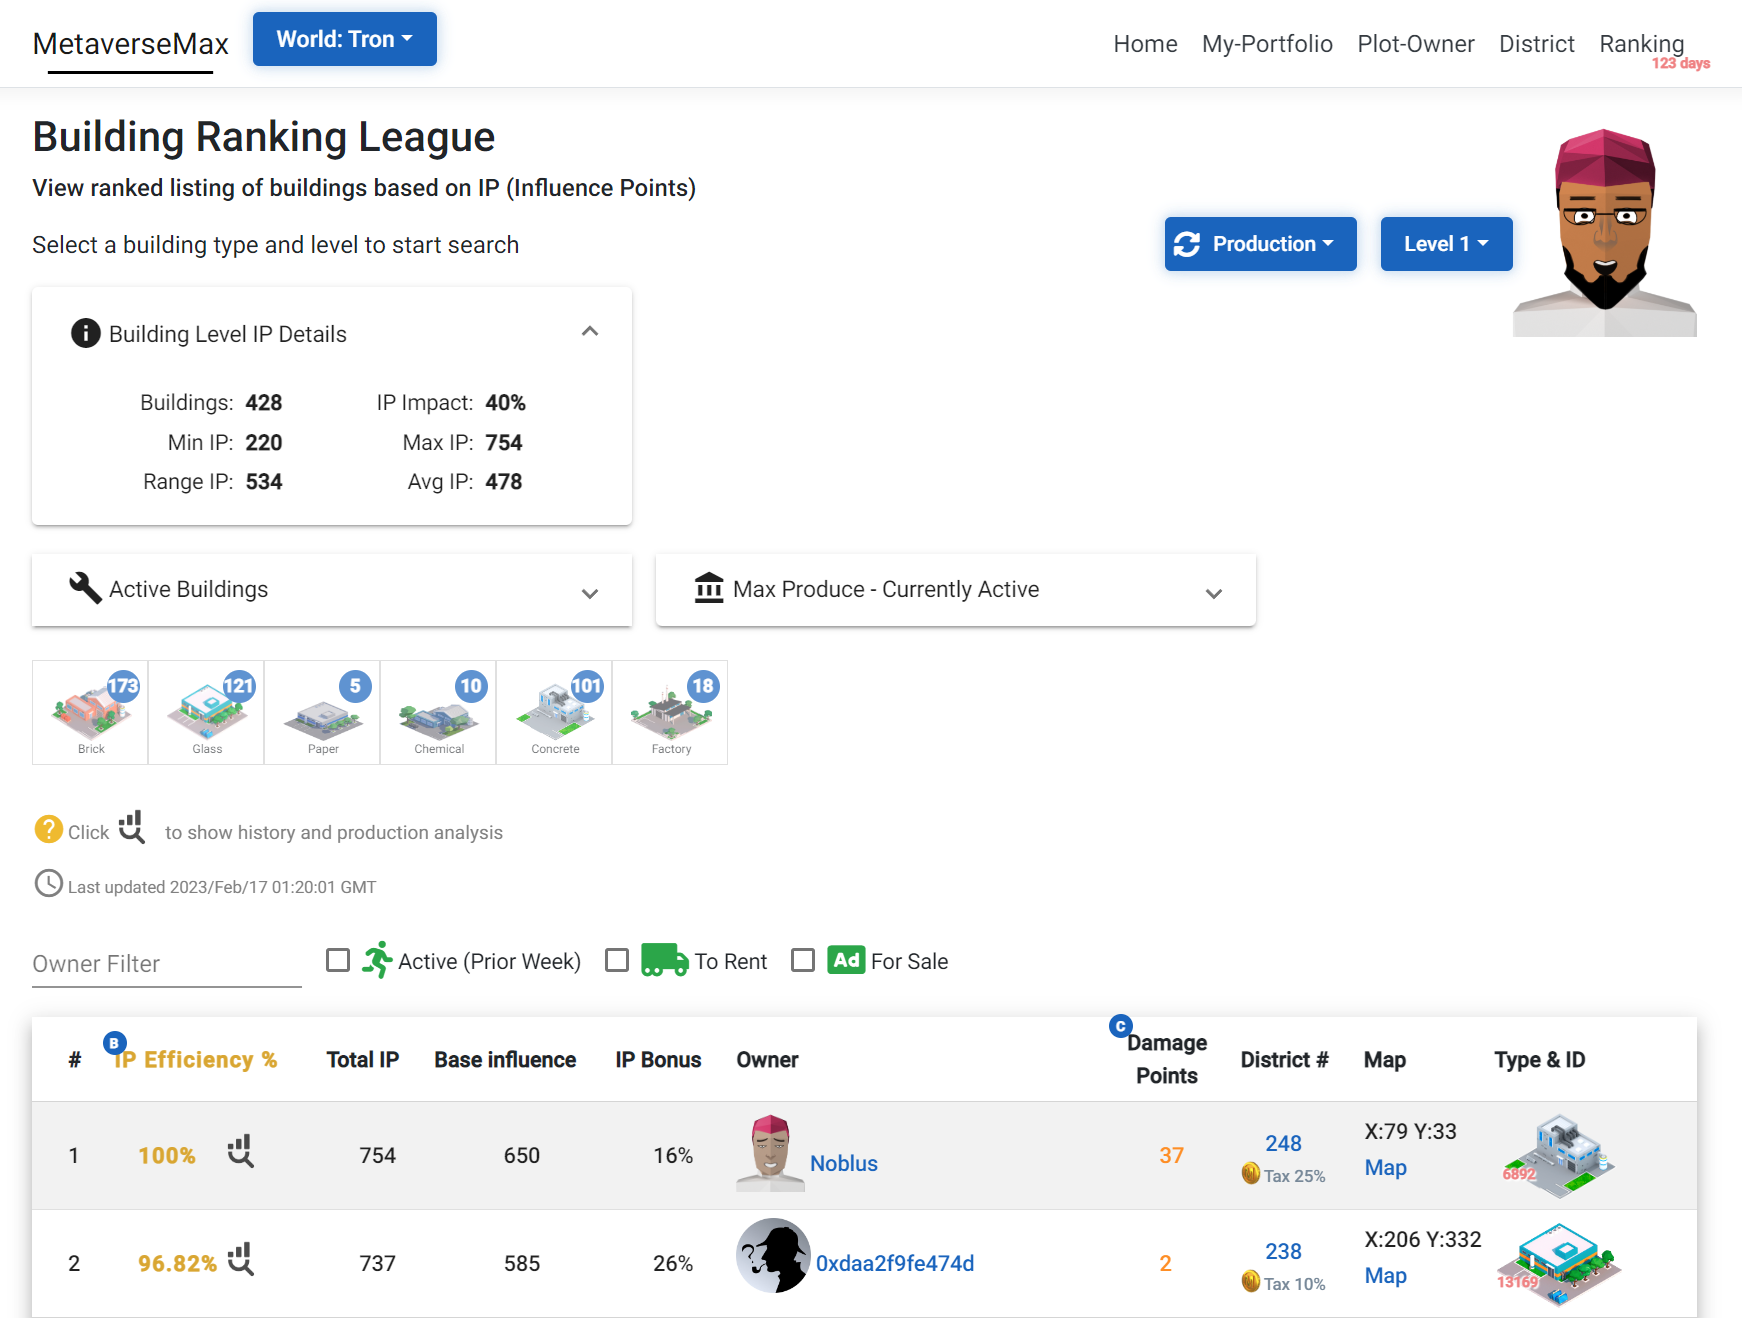 MetaverseMax
World: Tron
Home My-Portfolio Plot-Owner District Ranking
123 days
Building Ranking League
View ranked listing of buildings based on IP (Influence Points)
Select a building type and level to start search
Production
Level 1
Building Level IP Details
Buildings: 428 IP Impact: 40%
Min IP: 220 Max IP: 754
Range IP: 534 Avg IP: 478
Active Buildings
Max Produce - Currently Active
173 121 5 10 101 18
Brick Glass Paper Chemical Concrete Factory
? Click to show history and production analysis
Last updated 2023/Feb/17 01:20:01 GMT
Owner Filter Active (Prior Week) To Rent Ad For Sale
B C
# IP Efficiency % Total IP Base influence IP Bonus Owner Damage Points District # Map Type & ID
1 100% 754 650 16% Noblus 37 248 Tax 25% X:79 Y:33 Map 6892
2 96.82% 737 585 26% 0xdaa2f9fe474d 2 238 Tax 10% X:206 Y:332 Map 13169